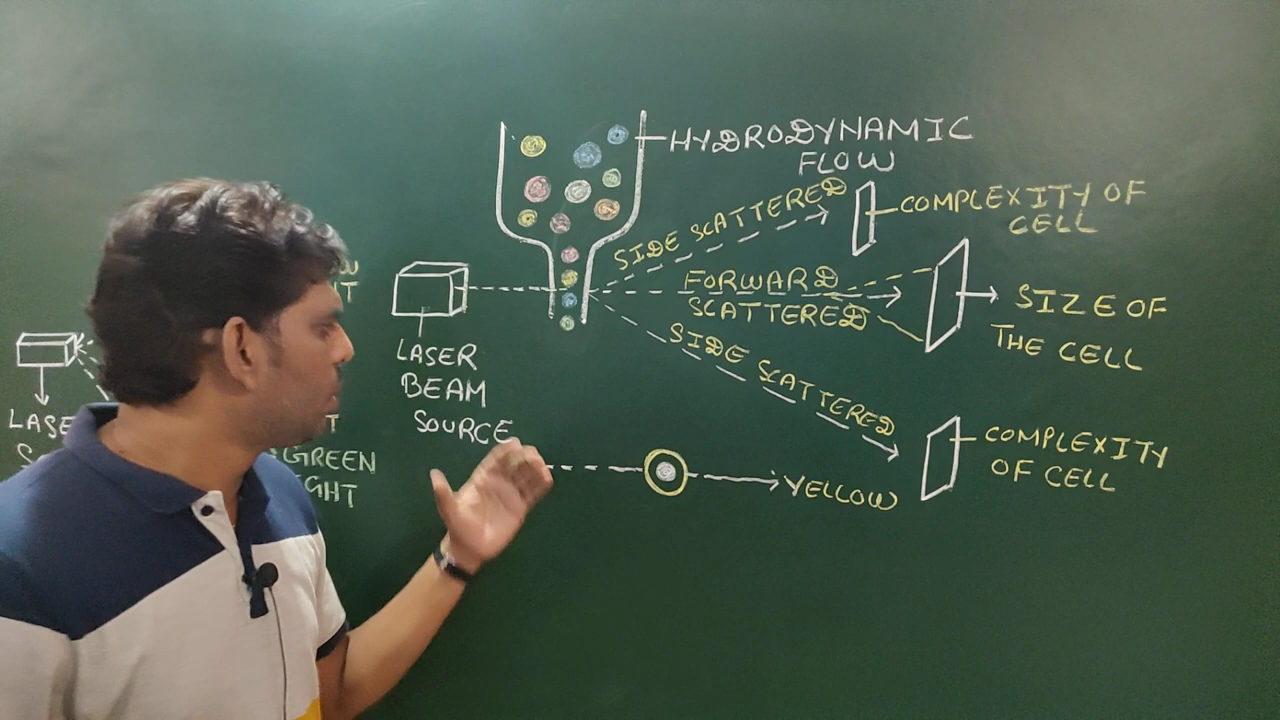 HYDRODYNAMIC
FLOW
SIDE SCATTERED
COMPLEXITY OF
CELL
FORWARD
SCATTERED
SIZE OF
THE CELL
SIDE SCATTERED
COMPLEXITY
OF CELL
LASER
BEAM
SOURCE
YELLOW
GREEN